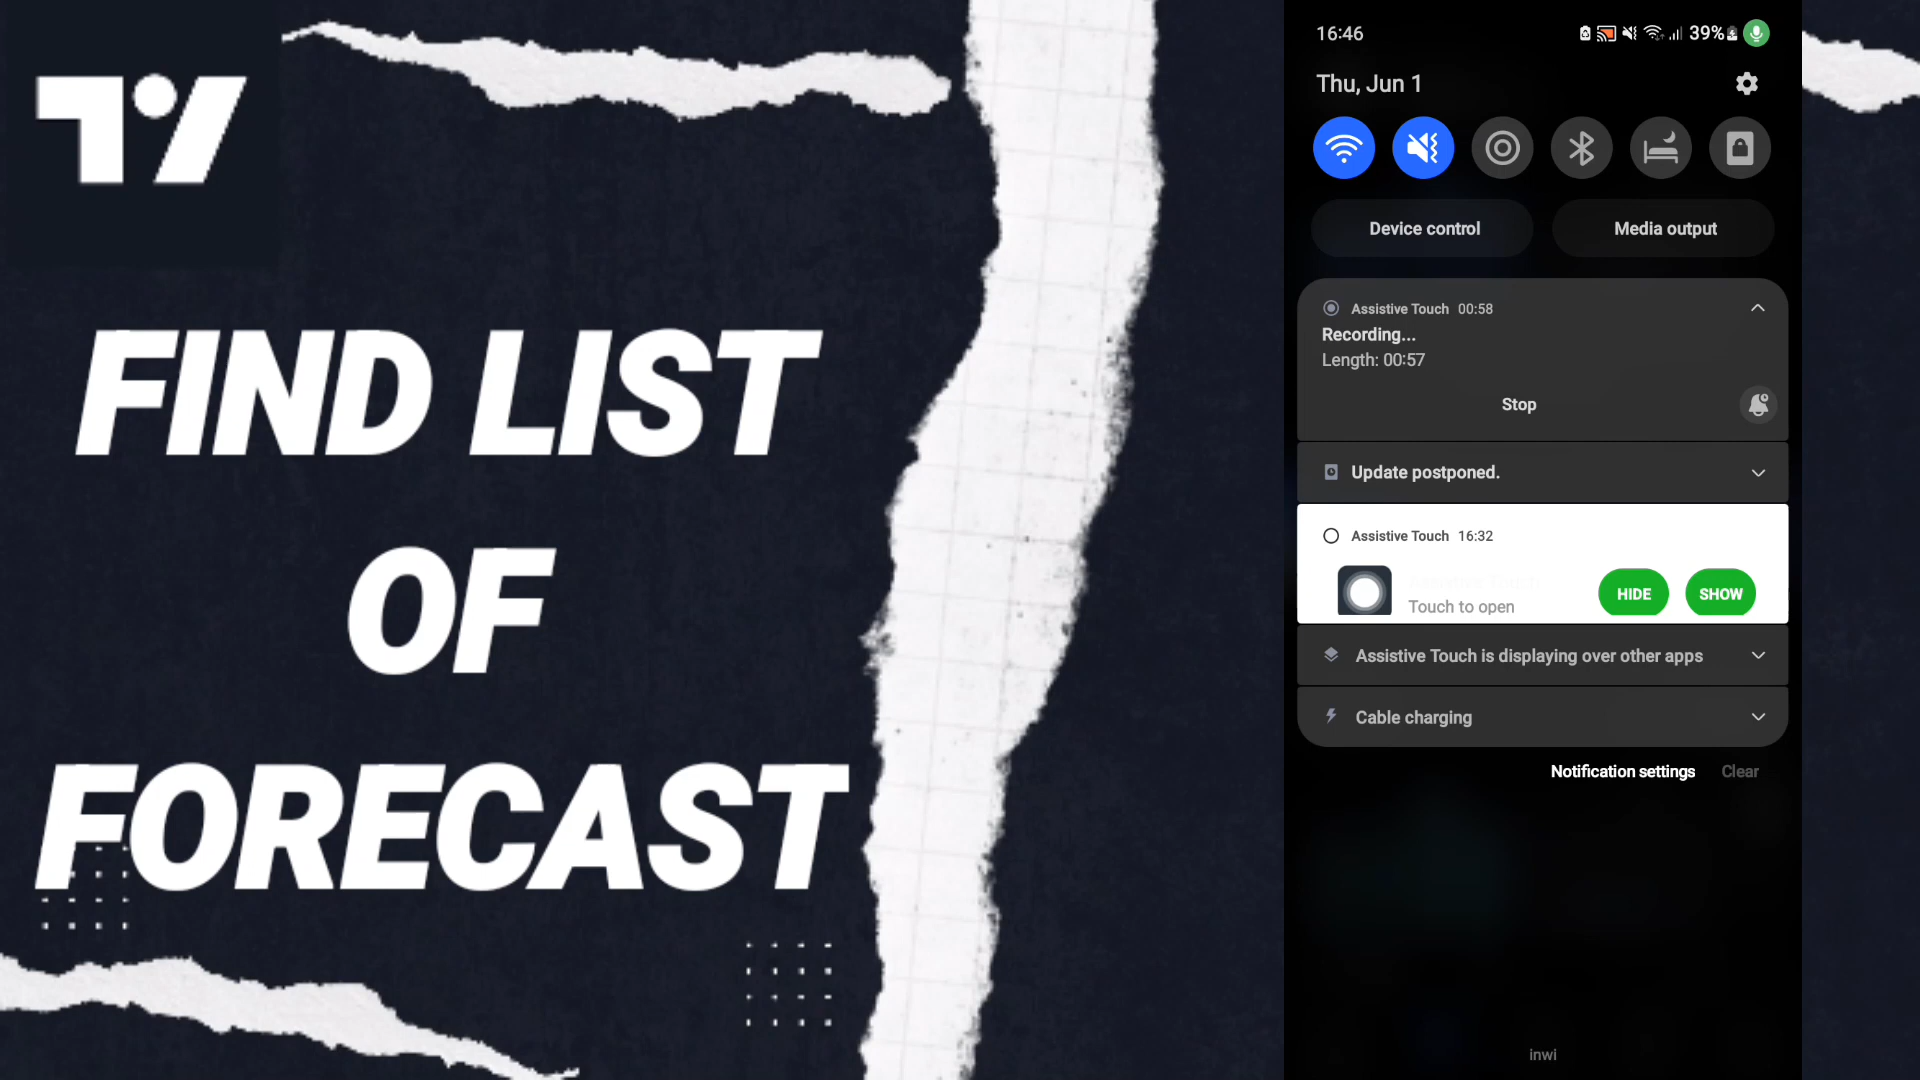 FIND LIST
OF
FORECAST
16:46
39%
Thu, Jun 1
Device control
Media output
Assistive Touch 00:58
Recording...
Length: 00:57
Stop
Update postponed.
Assistive Touch 16:32
Touch to open
HIDE
SHOW
Assistive Touch is displaying over other apps
Cable charging
Notification settings
Clear
inwi